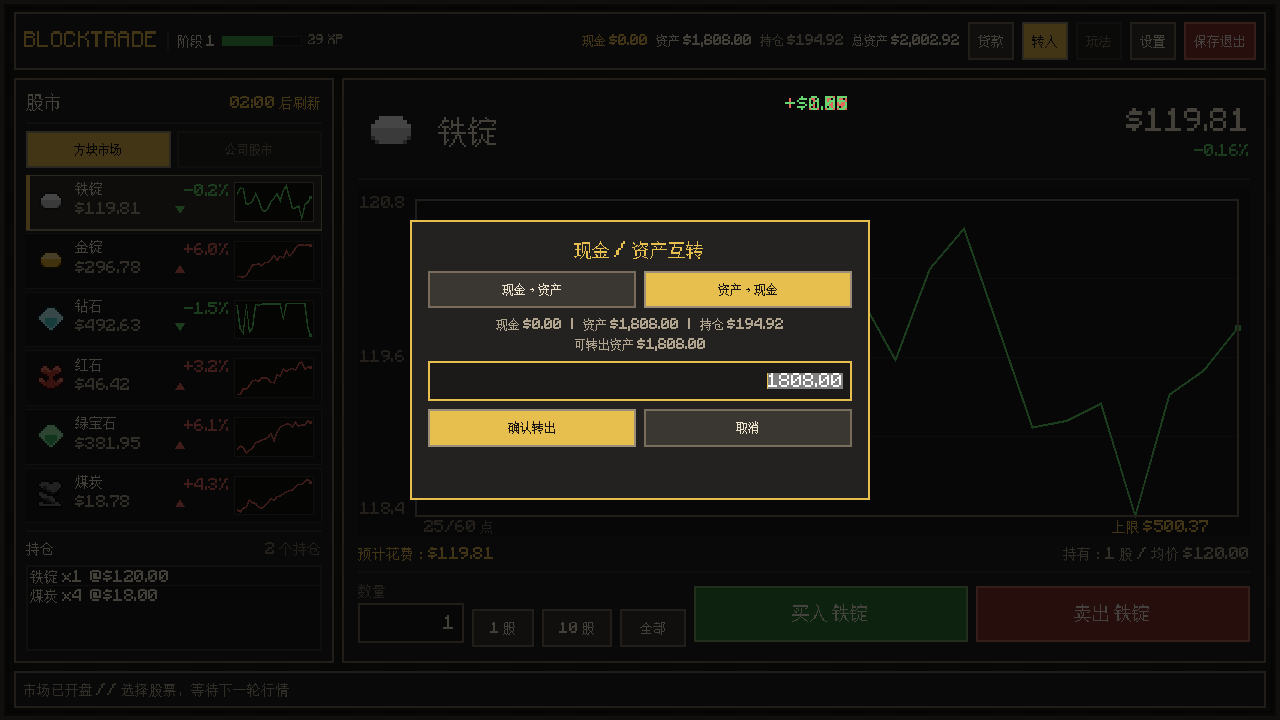 BLOCKTRADE
阶段 1
29 XP
现金 $0.00 资产 $1,808.00 持仓 $194.92 总资产 $2,002.92
贷款
转入
玩法
设置
保存退出
股市
02:00 后刷新
方块市场
公司股市
铁锭
$119.81
-0.2%
金锭
$296.78
+6.0%
钻石
$492.63
-1.5%
红石
$46.42
+3.2%
绿宝石
$381.95
+6.1%
煤炭
$18.78
+4.3%
持仓
2 个持仓
铁锭 x1 @$120.00
煤炭 x4 @$18.00
铁锭
$119.81
-0.16%
120.8
119.6
118.4
25/60 点
上限 $500.37
现金 / 资产互转
现金→资产
资产→现金
现金 $0.00 | 资产 $1,808.00 | 持仓 $194.92
可转出资产 $1,808.00
1808.00
确认转出
取消
预计花费：$119.81
持有：1 股 / 均价 $120.00
数量
1
1 股
10 股
全部
买入 铁锭
卖出 铁锭
市场已开盘 // 选择股票，等待下一轮行情